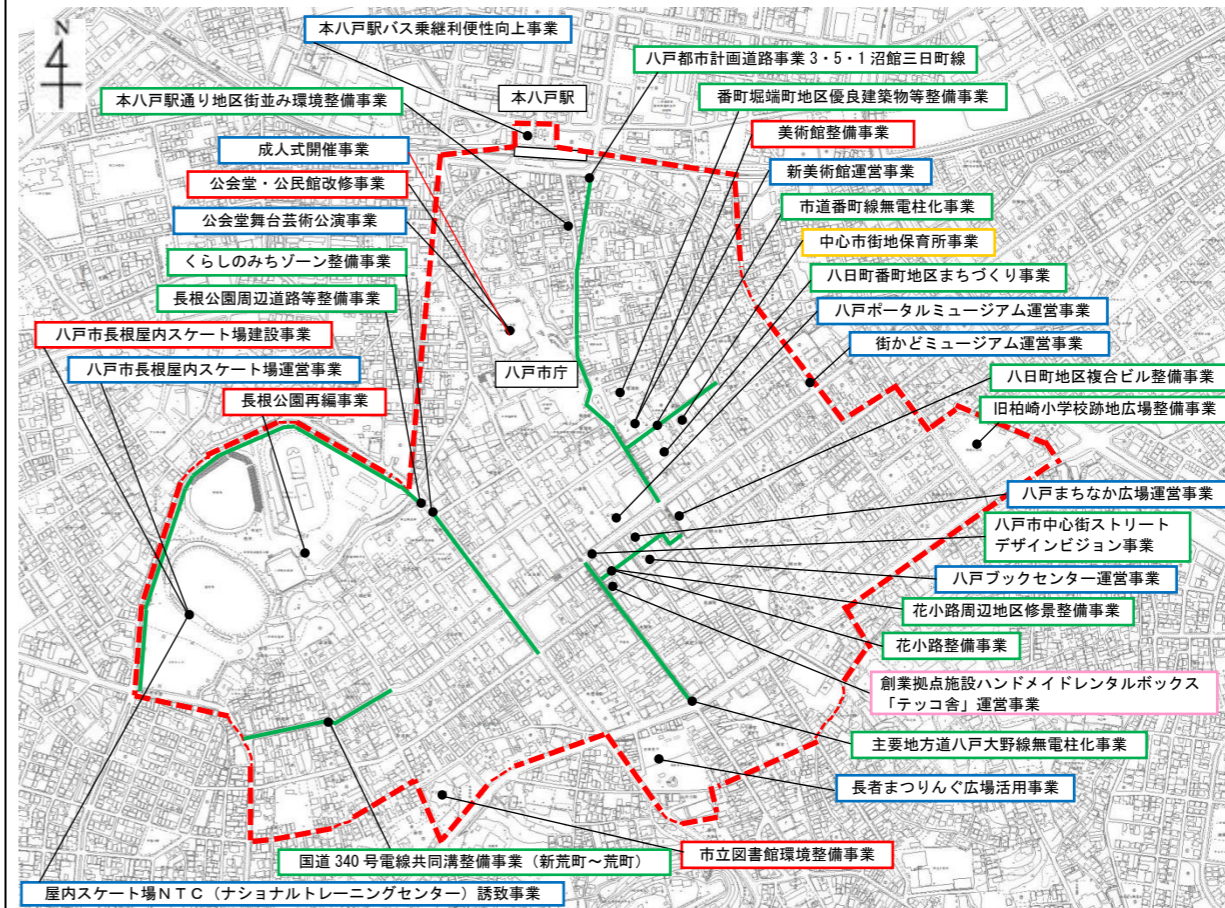 N
本八戸駅バス乗継利便性向上事業
八戸都市計画道路事業3・5・1沼館三日町線
本八戸駅通り地区街並み環境整備事業
本八戸駅
番町堀端町地区優良建築物等整備事業
成人式開催事業
美術館整備事業
公会堂・公民館改修事業
新美術館運営事業
公会堂舞台芸術公演事業
市道番町線無電柱化事業
くらしのみちゾーン整備事業
中心市街地保育所事業
長根公園周辺道路等整備事業
八日町番町地区まちづくり事業
八戸市長根屋内スケート場建設事業
八戸ポータルミュージアム運営事業
八戸市長根屋内スケート場運営事業
街かどミュージアム運営事業
八戸市庁
長根公園再編事業
八日町地区複合ビル整備事業
旧柏崎小学校跡地広場整備事業
八戸まちなか広場運営事業
八戸市中心街ストリート
デザインビジョン事業
八戸ブックセンター運営事業
花小路周辺地区修景整備事業
花小路整備事業
創業拠点施設ハンドメイドレンタルボックス
「テッコ舎」運営事業
主要地方道八戸大野線無電柱化事業
長者まつりんぐ広場活用事業
国道340号電線共同溝整備事業（新荒町～荒町）
市立図書館環境整備事業
屋内スケート場NTC（ナショナルトレーニングセンター）誘致事業